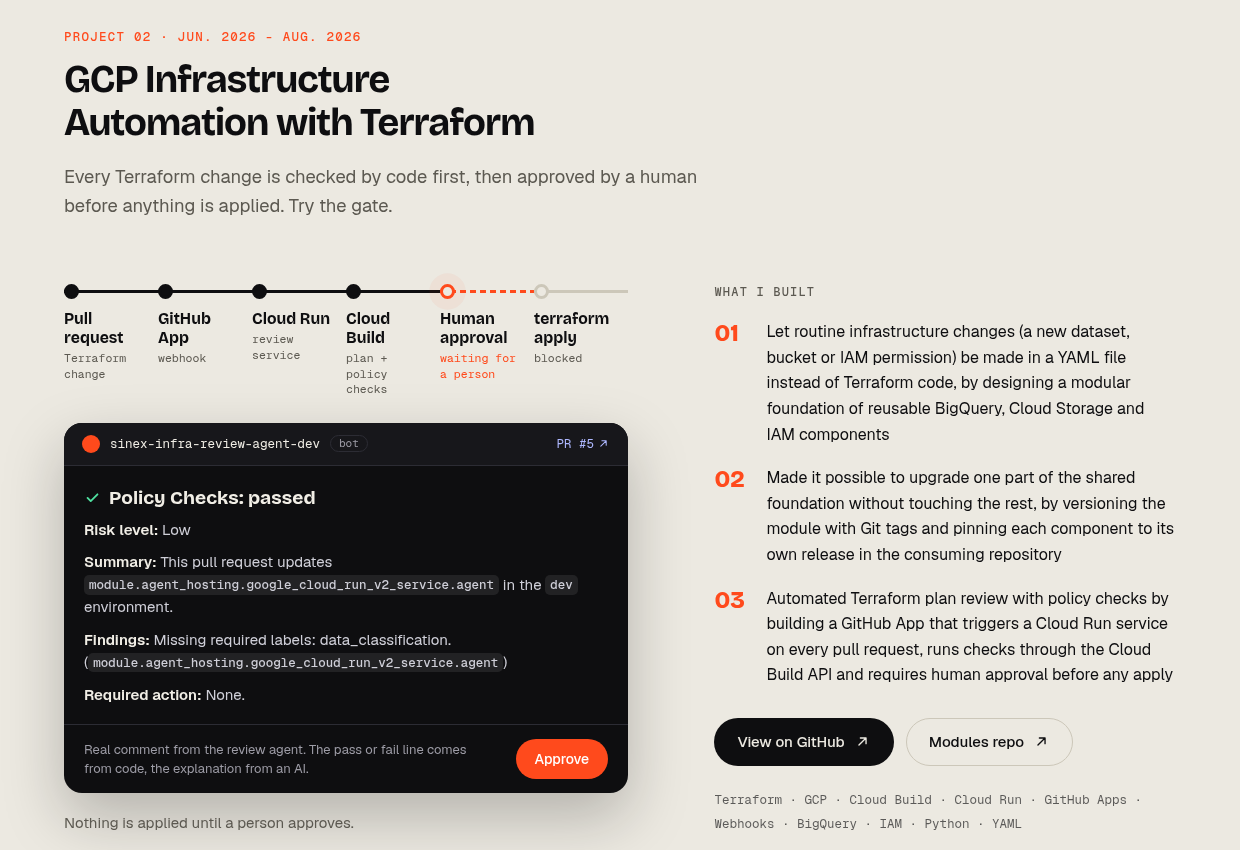 PROJECT 02 · JUN. 2026 – AUG. 2026
GCP Infrastructure
Automation with Terraform
Every Terraform change is checked by code first, then approved by a human
before anything is applied. Try the gate.
Pull
request
Terraform
change
GitHub
App
webhook
Cloud Run
review
service
Cloud
Build
plan +
policy
checks
Human
approval
waiting for
a person
terraform
apply
blocked
sinex-infra-review-agent-dev bot PR #5 ↗
✓ Policy Checks: passed
Risk level: Low
Summary: This pull request updates
module.agent_hosting.google_cloud_run_v2_service.agent in the dev
environment.
Findings: Missing required labels: data_classification.
(module.agent_hosting.google_cloud_run_v2_service.agent)
Required action: None.
Real comment from the review agent. The pass or fail line comes
from code, the explanation from an AI.
Approve
Nothing is applied until a person approves.
WHAT I BUILT
01
Let routine infrastructure changes (a new dataset,
bucket or IAM permission) be made in a YAML file
instead of Terraform code, by designing a modular
foundation of reusable BigQuery, Cloud Storage and
IAM components
02
Made it possible to upgrade one part of the shared
foundation without touching the rest, by versioning the
module with Git tags and pinning each component to its
own release in the consuming repository
03
Automated Terraform plan review with policy checks by
building a GitHub App that triggers a Cloud Run service
on every pull request, runs checks through the Cloud
Build API and requires human approval before any apply
View on GitHub ↗
Modules repo ↗
Terraform · GCP · Cloud Build · Cloud Run · GitHub Apps ·
Webhooks · BigQuery · IAM · Python · YAML